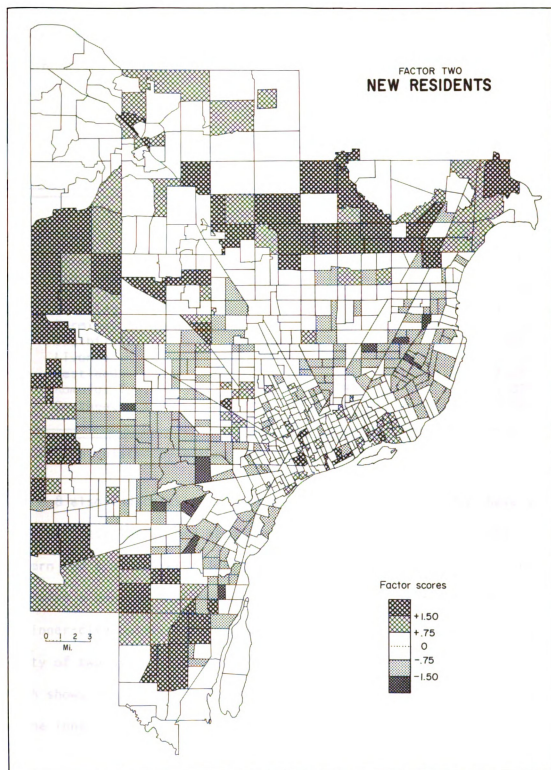 FACTOR TWO
NEW RESIDENTS
Factor scores
+1.50
+.75
0
-.75
-1.50
0 1 2 3
Mi.